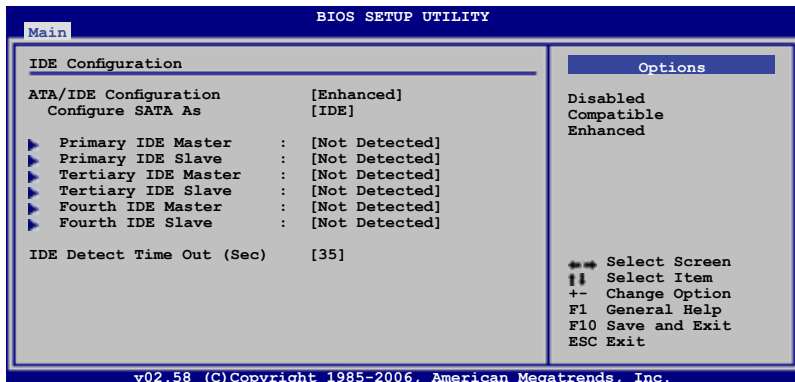 BIOS SETUP UTILITY
Main
IDE Configuration
ATA/IDE Configuration [Enhanced]
Configure SATA As [IDE]
Primary IDE Master : [Not Detected]
Primary IDE Slave : [Not Detected]
Tertiary IDE Master : [Not Detected]
Tertiary IDE Slave : [Not Detected]
Fourth IDE Master : [Not Detected]
Fourth IDE Slave : [Not Detected]
IDE Detect Time Out (Sec) [35]
Options
Disabled
Compatible
Enhanced
Select Screen
Select Item
+- Change Option
F1 General Help
F10 Save and Exit
ESC Exit
v02.58 (C)Copyright 1985-2006, American Megatrends, Inc.